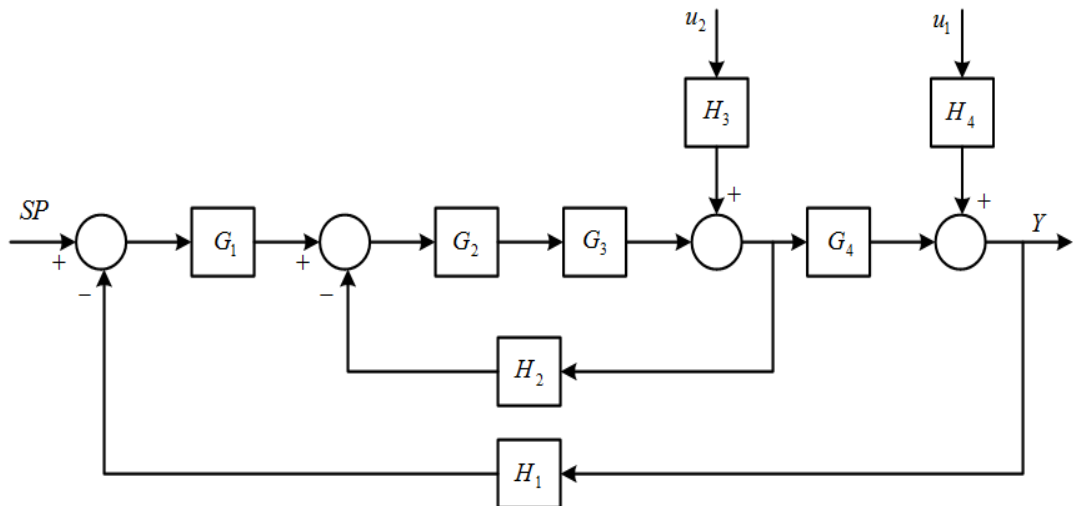 u₂ u₁
H₃ H₄
+ +
SP G₁ + G₂ G₃ G₄ Y
+
− −
H₂
H₁